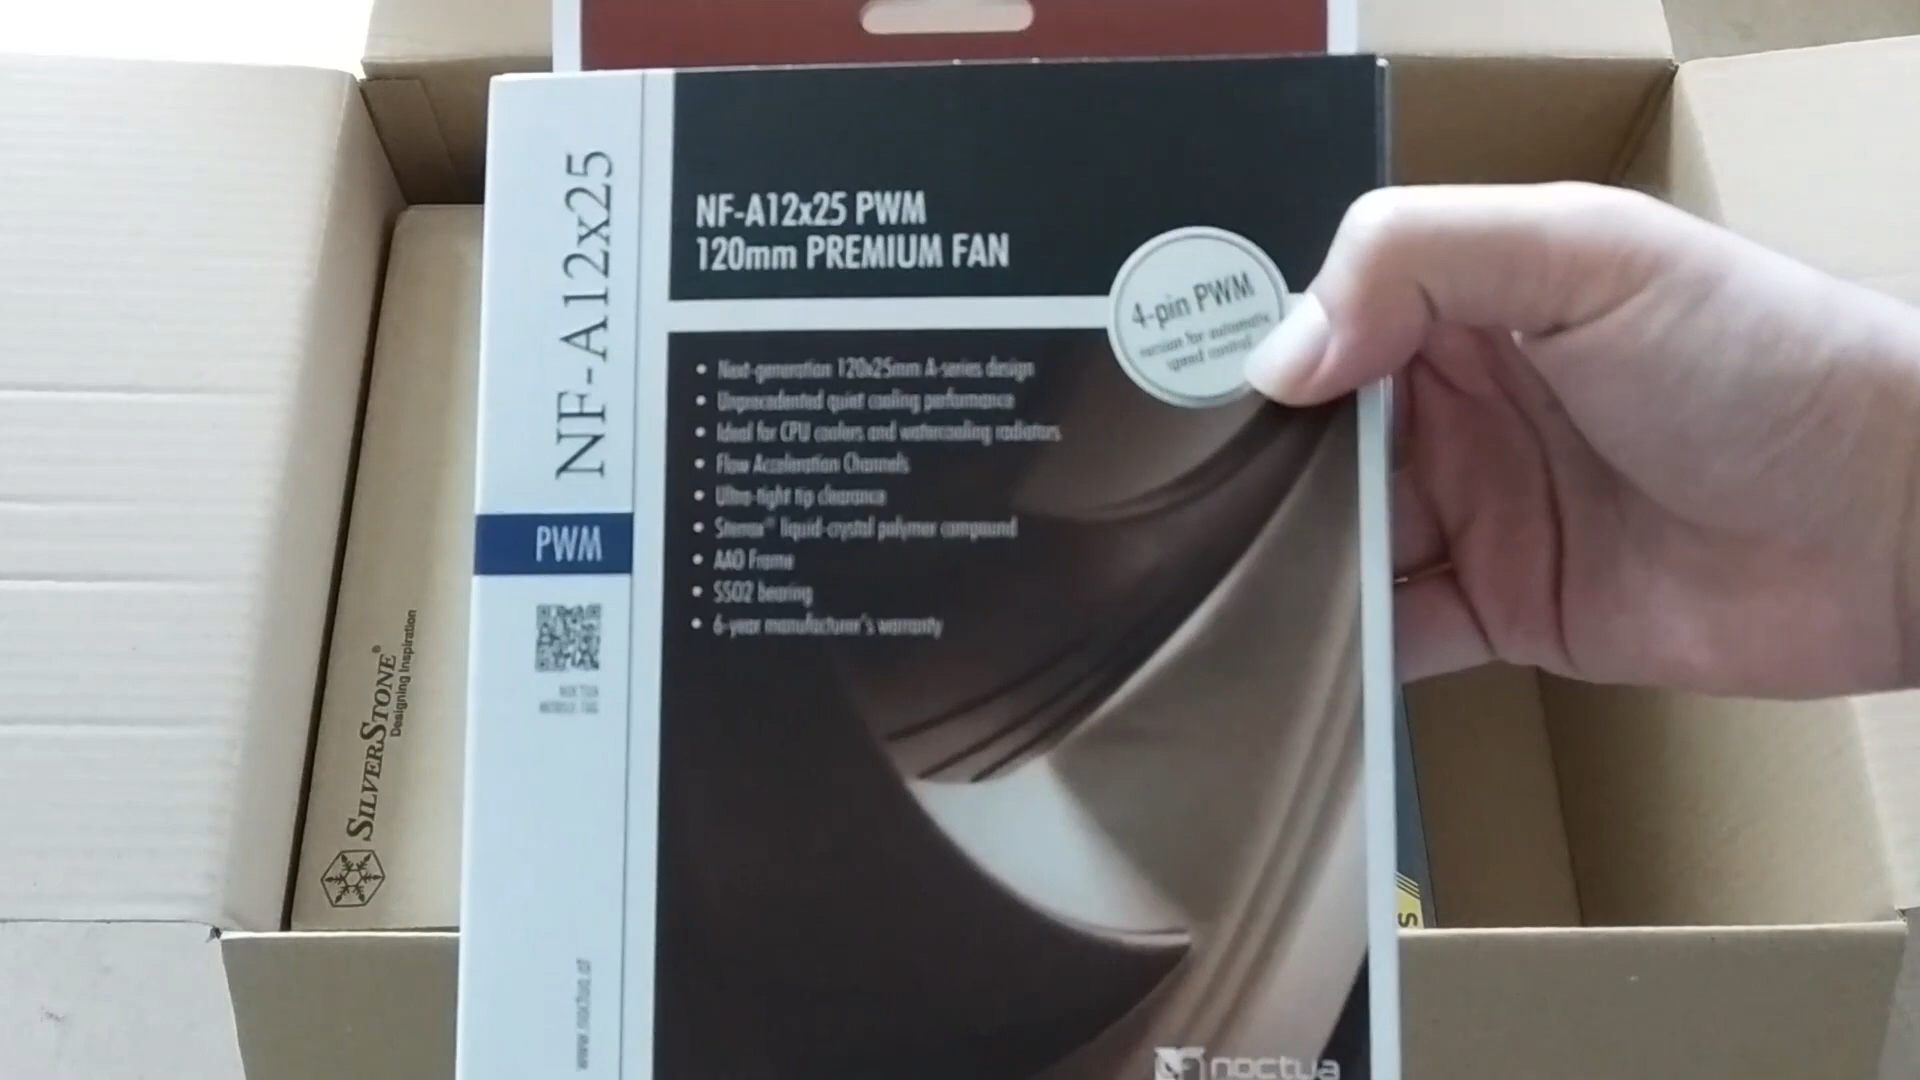 NF-A12x25
PWM
NOCTUA
MOBILE TAG
www.noctua.at
NF-A12x25 PWM
120mm PREMIUM FAN
4-pin PWM
version for automatic
speed control
• Next-generation 120x25mm A-series design
• Unprecedented quiet cooling performance
• Ideal for CPU coolers and watercooling radiators
• Flow Acceleration Channels
• Ultra-tight tip clearance
• Sterrox® liquid-crystal polymer compound
• AAO Frame
• SSO2 bearing
• 6-year manufacturer's warranty
noctua
SILVERSTONE®
Designing Inspiration
S